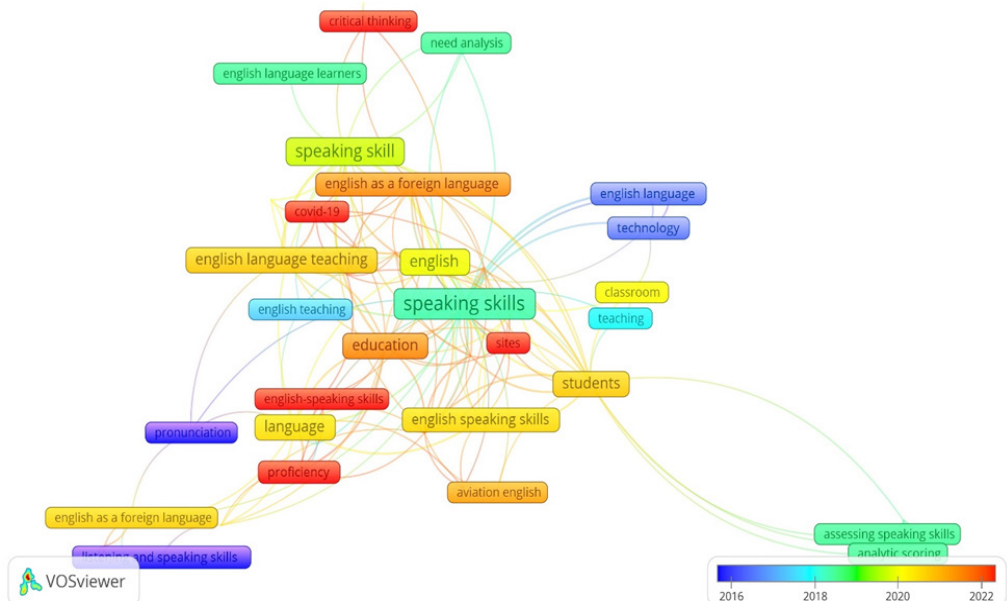 critical thinking
need analysis
english language learners
speaking skill
english as a foreign language
english language
covid-19
technology
english language teaching
english
classroom
speaking skills
english teaching
teaching
sites
education
students
english-speaking skills
english speaking skills
language
pronunciation
proficiency
aviation english
english as a foreign language
assessing speaking skills
analytic scoring
listening and speaking skills
VOSviewer
2016 2018 2020 2022